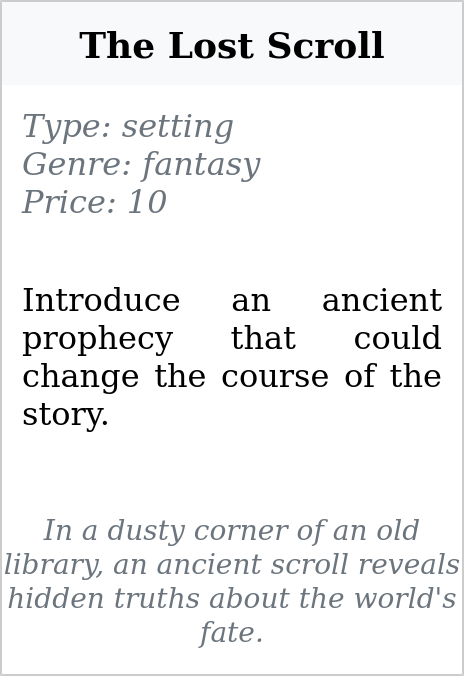 The Lost Scroll
Type: setting
Genre: fantasy
Price: 10
Introduce an ancient
prophecy that could
change the course of the
story.
In a dusty corner of an old
library, an ancient scroll reveals
hidden truths about the world's
fate.